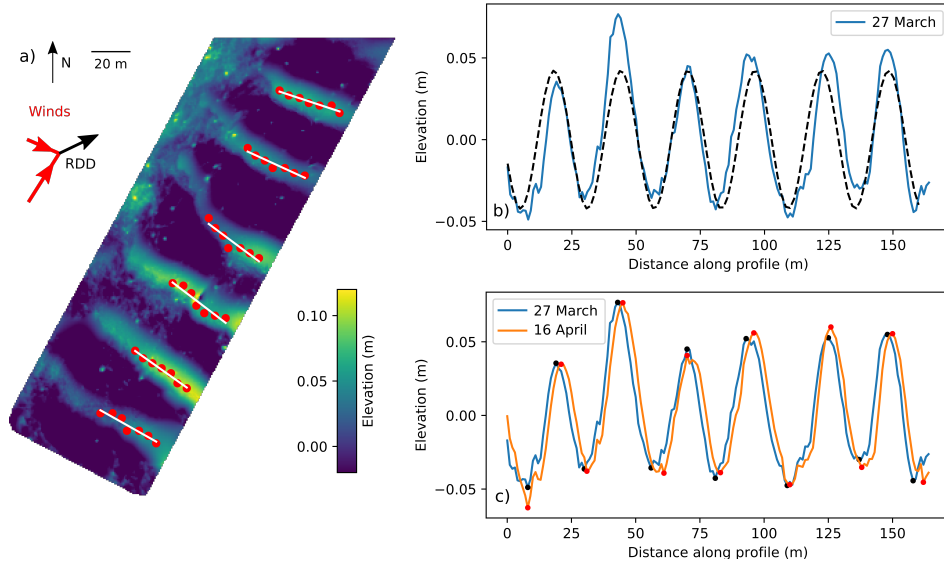 a)
N
20 m
Winds
RDD
0.10
0.05
0.00
Elevation (m)
27 March
0.05
0.00
−0.05
Elevation (m)
b)
0
25
50
75
100
125
150
Distance along profile (m)
27 March
16 April
0.05
0.00
−0.05
Elevation (m)
c)
0
25
50
75
100
125
150
Distance along profile (m)